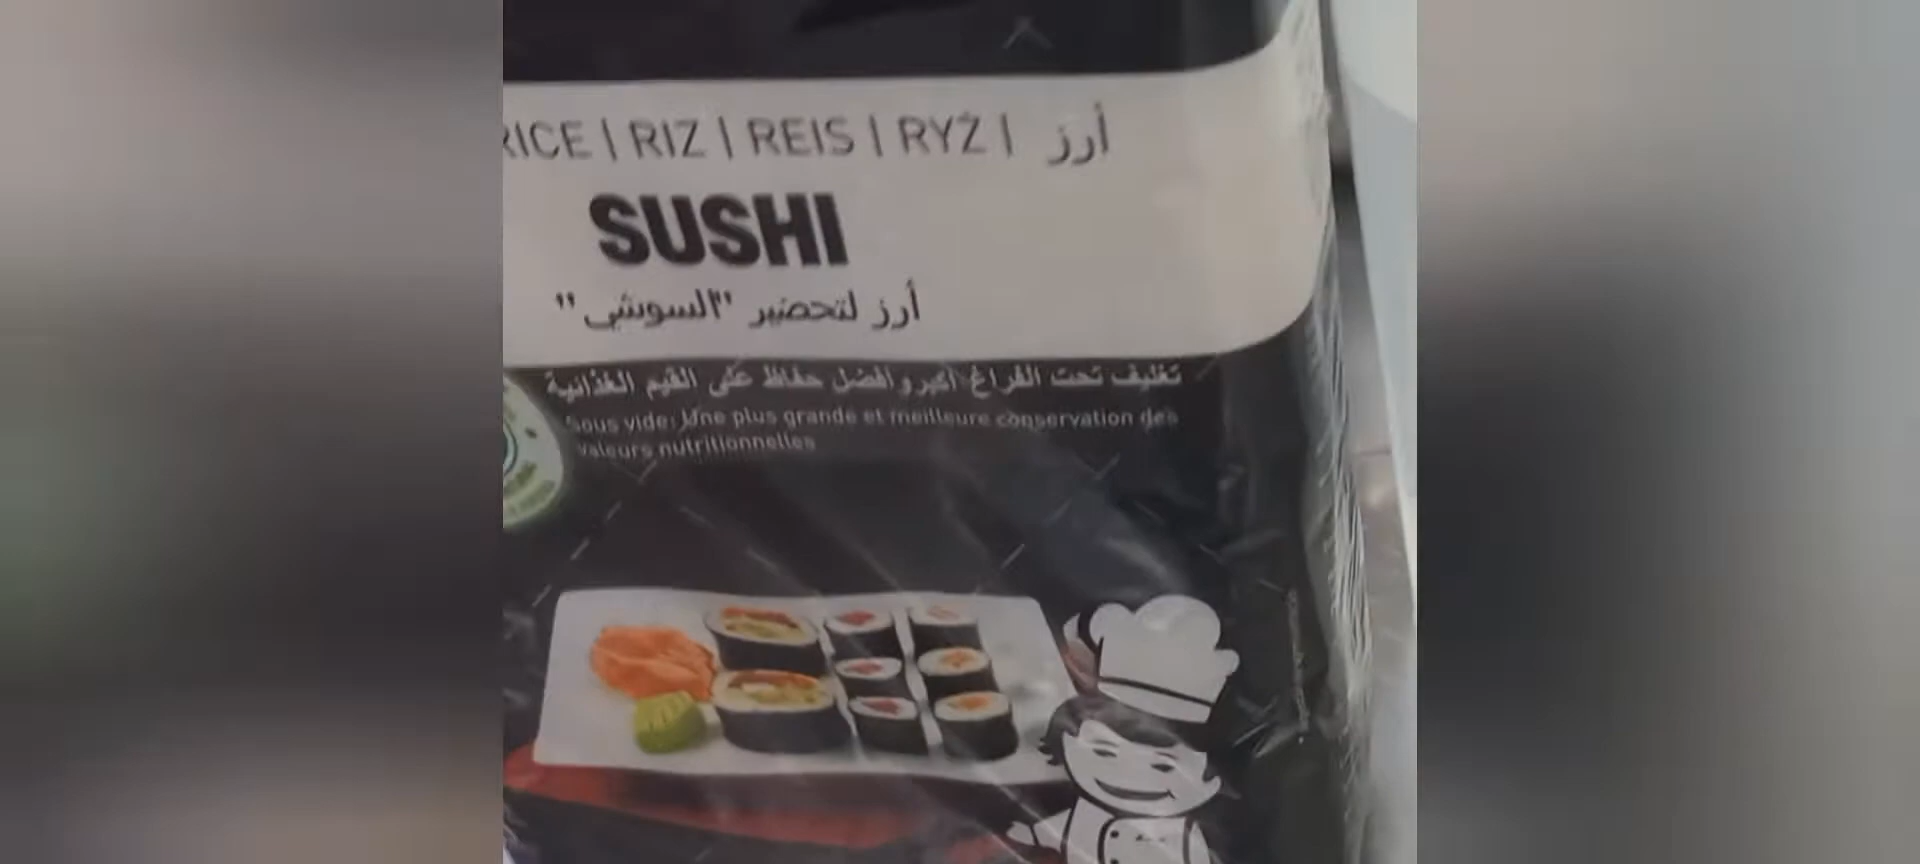 RICE | RIZ | REIS | RYŻ | أرز
SUSHI
أرز لتحضير "السوشي"
تغليف تحت الفراغ أكبر و أفضل حفاظ على القيم الغذائية
Sous vide: Une plus grande et meilleure conservation des
valeurs nutritionnelles